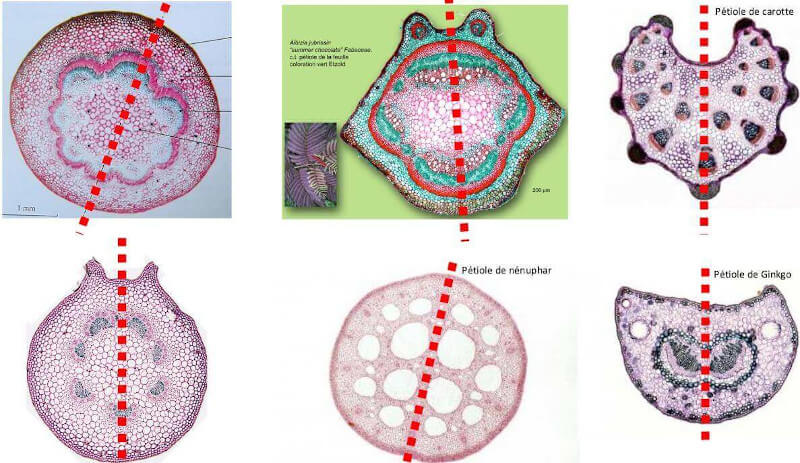 Albizia julibrissin
"summer chocolate" Fabaceae.
c.t. pétiole de la feuille
coloration vert Etzold
Pétiole de carotte
1 mm
200 µm
Pétiole de nénuphar
Pétiole de Ginkgo